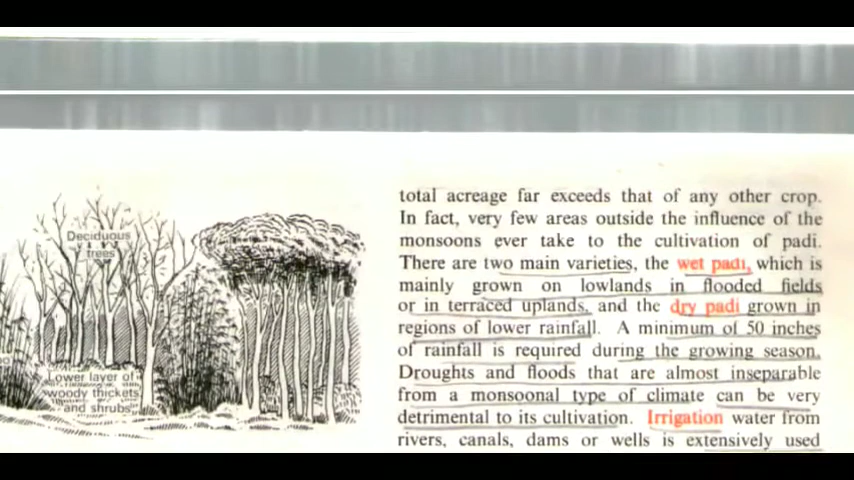 Deciduous
trees
Lower layer of
woody thickets
and shrubs
total acreage far exceeds that of any other crop.
In fact, very few areas outside the influence of the
monsoons ever take to the cultivation of padi.
There are two main varieties, the wet padi, which is
mainly grown on lowlands in flooded fields
or in terraced uplands, and the dry padi grown in
regions of lower rainfall. A minimum of 50 inches
of rainfall is required during the growing season.
Droughts and floods that are almost inseparable
from a monsoonal type of climate can be very
detrimental to its cultivation. Irrigation water from
rivers, canals, dams or wells is extensively used